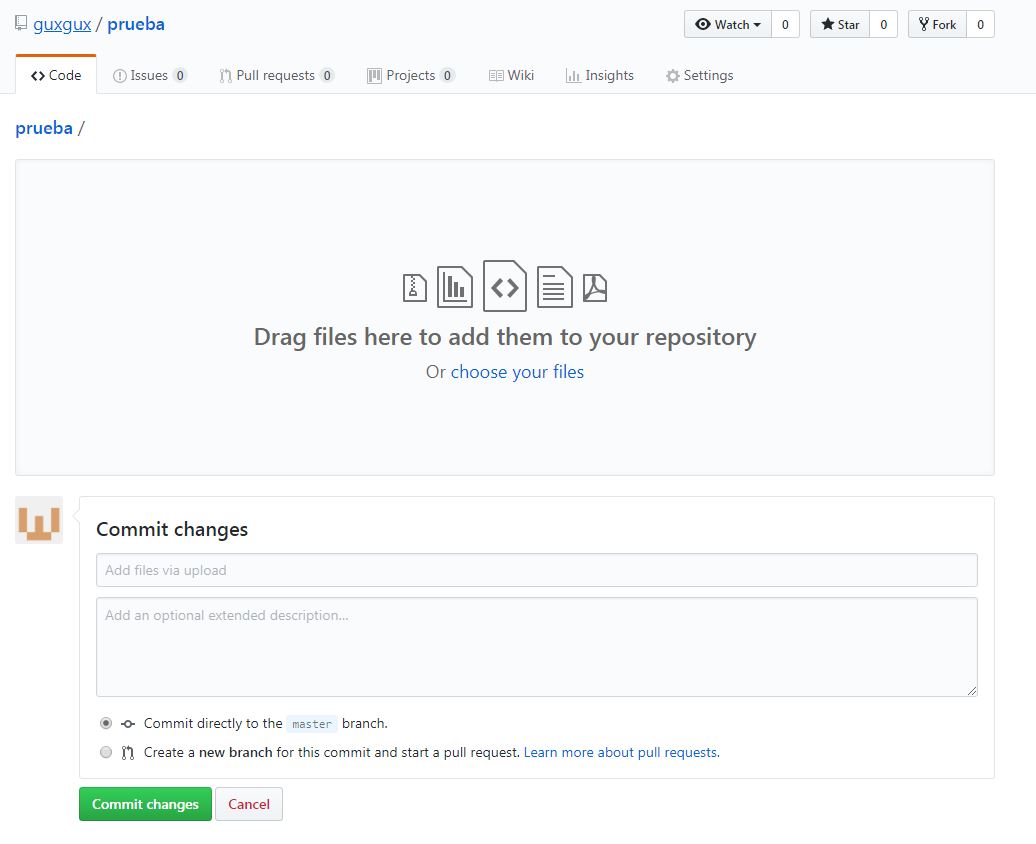 guxgux / prueba
Watch 0 Star 0 Fork 0
Code Issues 0 Pull requests 0 Projects 0 Wiki Insights Settings
prueba /
Drag files here to add them to your repository
Or choose your files
Commit changes
Add files via upload
Add an optional extended description...
Commit directly to the master branch.
Create a new branch for this commit and start a pull request. Learn more about pull requests.
Commit changes Cancel